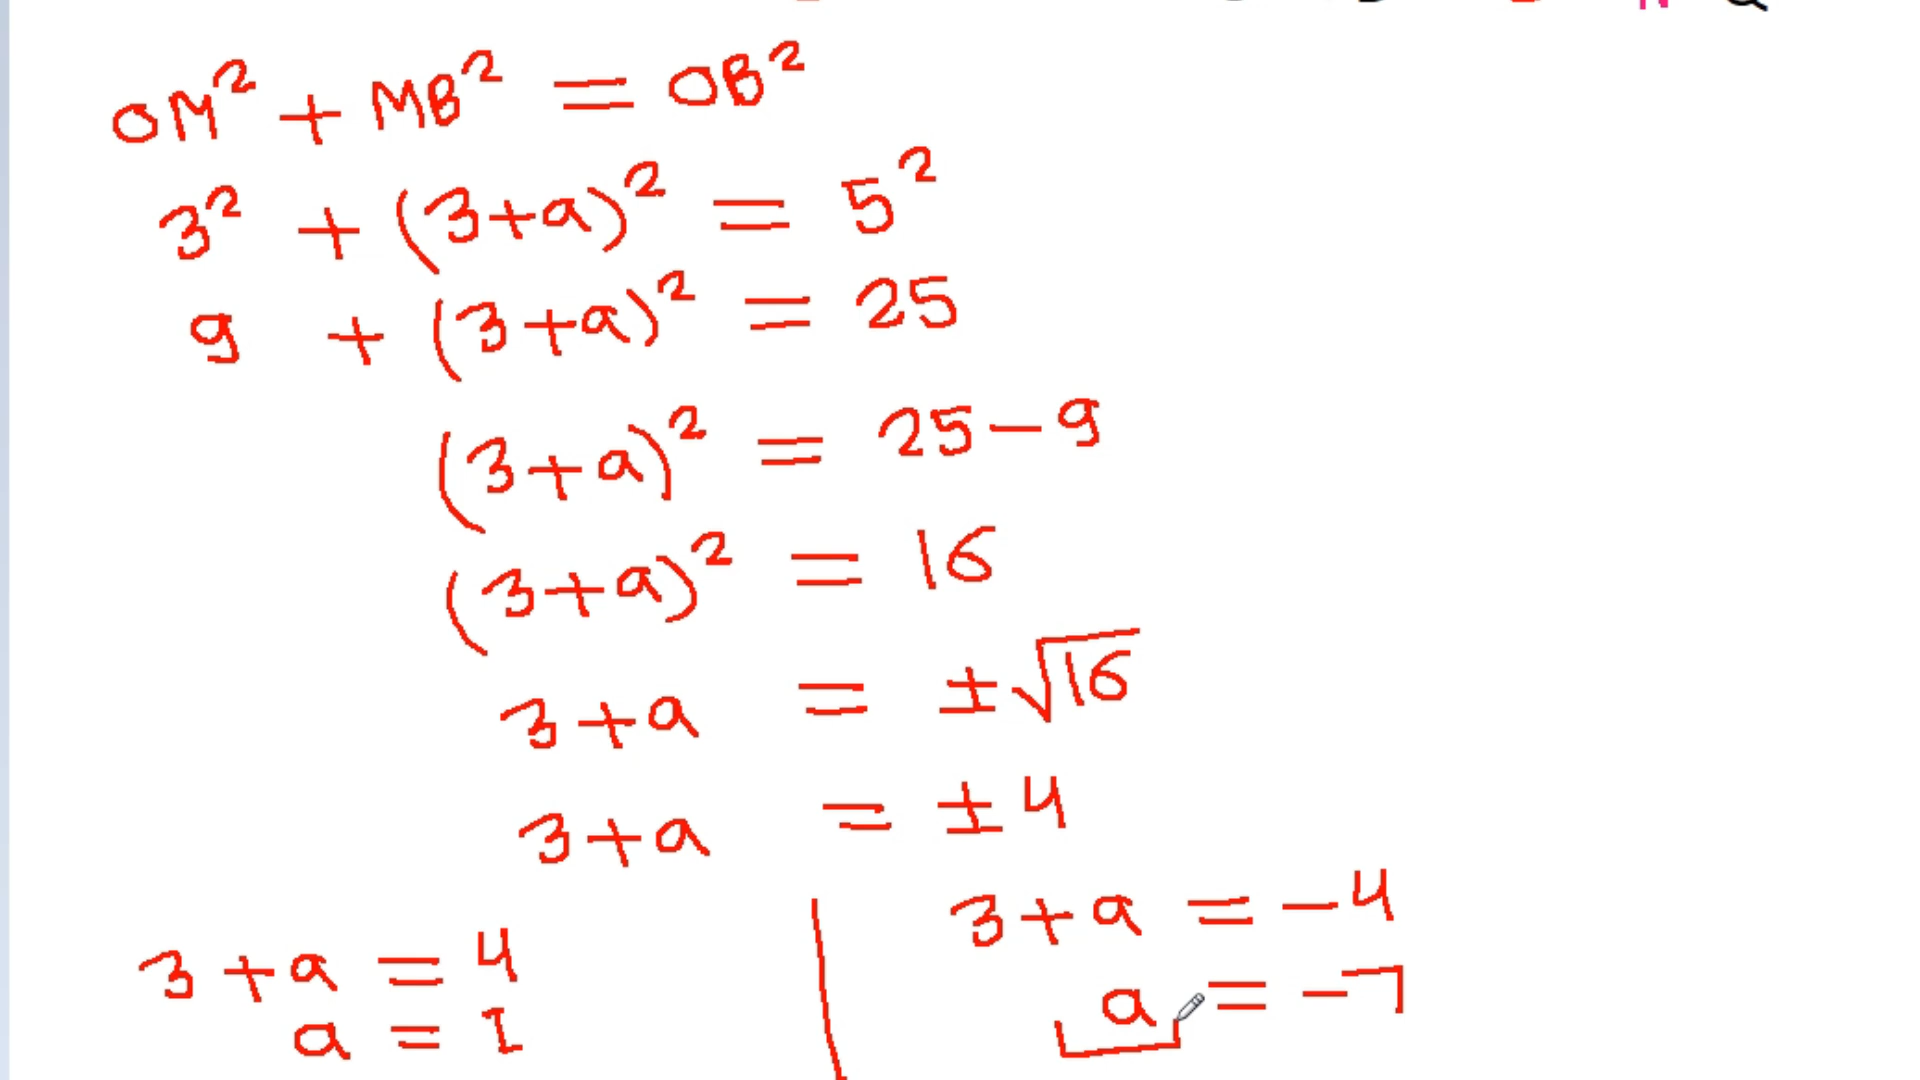 OM² + MB² = OB²
3² + (3+a)² = 5²
9 + (3+a)² = 25
(3+a)² = 25-9
(3+a)² = 16
3+a = ±√16
3+a = ±4
3+a = 4
a = 1
3+a = -4
a = -7